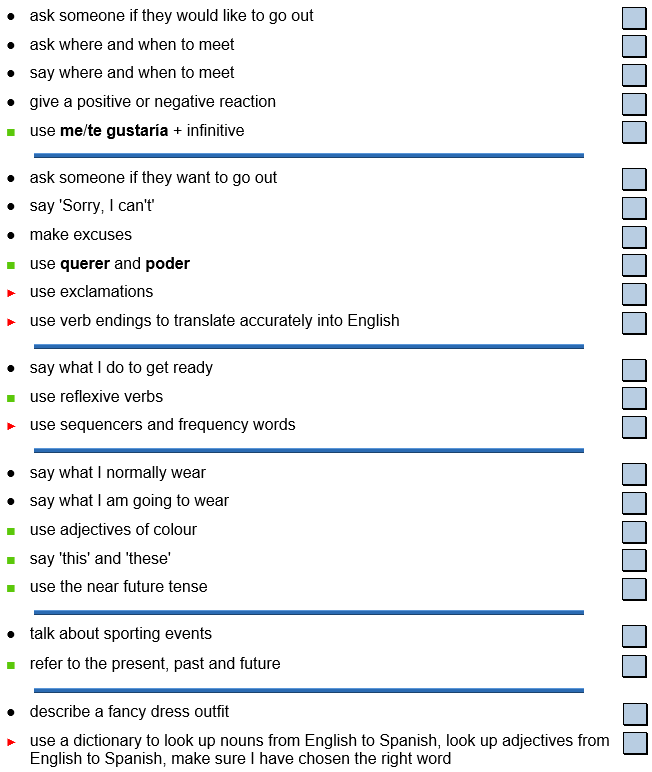 ask someone if they would like to go out
ask where and when to meet
say where and when to meet
give a positive or negative reaction
use me/te gustaría + infinitive
ask someone if they want to go out
say 'Sorry, I can't'
make excuses
use querer and poder
use exclamations
use verb endings to translate accurately into English
say what I do to get ready
use reflexive verbs
use sequencers and frequency words
say what I normally wear
say what I am going to wear
use adjectives of colour
say 'this' and 'these'
use the near future tense
talk about sporting events
refer to the present, past and future
describe a fancy dress outfit
use a dictionary to look up nouns from English to Spanish, look up adjectives from
English to Spanish, make sure I have chosen the right word